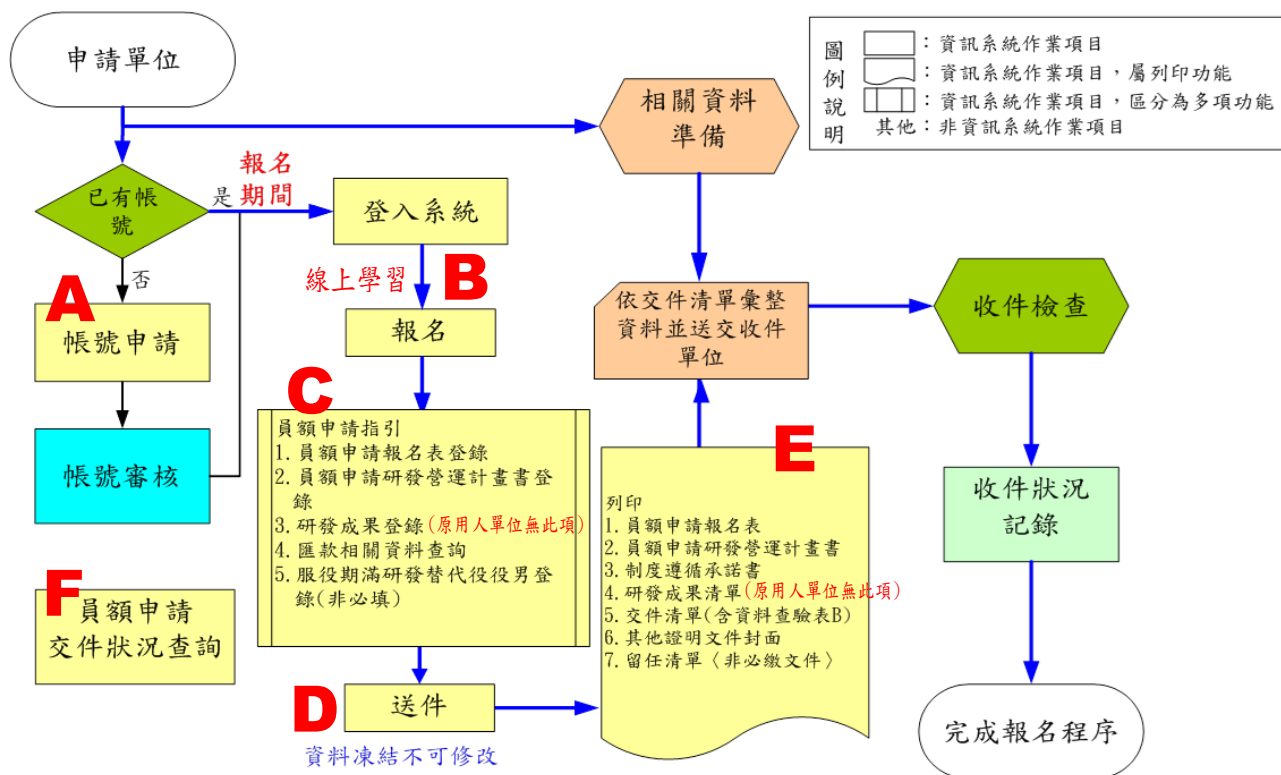 申請單位
圖例說明
：資訊系統作業項目
：資訊系統作業項目，屬列印功能
：資訊系統作業項目，區分為多項功能
其他：非資訊系統作業項目
相關資料
準備
已有帳
號
是
報名
期間
登入系統
否
A
帳號申請
線上學習
B
報名
依交件清單彙整
資料並送交收件
單位
收件檢查
帳號審核
C
員額申請指引
1.員額申請報名表登錄
2.員額申請研發營運計畫書登
錄
3.研發成果登錄(原用人單位無此項)
4.匯款相關資料查詢
5.服役期滿研發替代役役男登
錄(非必填)
E
列印
1.員額申請報名表
2.員額申請研發營運計畫書
3.制度遵循承諾書
4.研發成果清單(原用人單位無此項)
5.交件清單(含資料查驗表B)
6.其他證明文件封面
7.留任清單〈非必繳文件〉
收件狀況
記錄
F
員額申請
交件狀況查詢
D
送件
資料凍結不可修改
完成報名程序